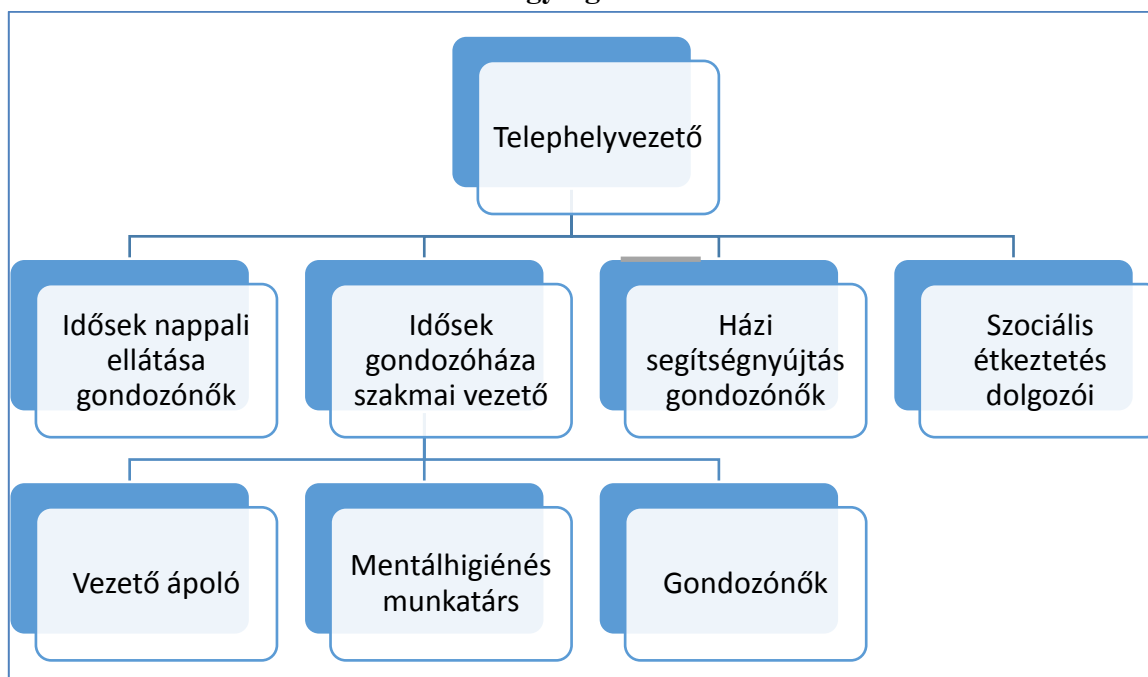 Telephelyvezető
Idősek nappali
ellátása
gondozónők
Idősek
gondozóháza
szakmai vezető
Házi
segítségnyújtás
gondozónők
Szociális
étkeztetés
dolgozói
Vezető ápoló
Mentálhigiénés
munkatárs
Gondozónők